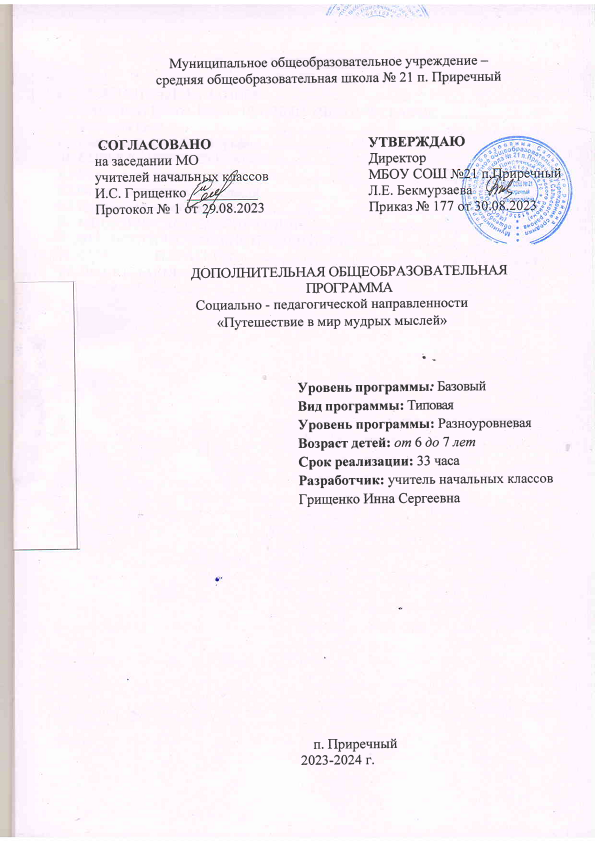 Муниципальное общеобразовательное учреждение –
средняя общеобразовательная школа № 21 п. Приречный
СОГЛАСОВАНО
на заседании МО
учителей начальных классов
И.С. Грищенко
Протокол № 1 от 29.08.2023
УТВЕРЖДАЮ
Директор
МБОУ СОШ №21 п.Приречный
Л.Е. Бекмурзаева
Приказ № 177 от 30.08.2023
ДОПОЛНИТЕЛЬНАЯ ОБЩЕОБРАЗОВАТЕЛЬНАЯ
ПРОГРАММА
Социально - педагогической направленности
«Путешествие в мир мудрых мыслей»
Уровень программы: Базовый
Вид программы: Типовая
Уровень программы: Разноуровневая
Возраст детей: от 6 до 7 лет
Срок реализации: 33 часа
Разработчик: учитель начальных классов
Грищенко Инна Сергеевна
п. Приречный
2023-2024 г.